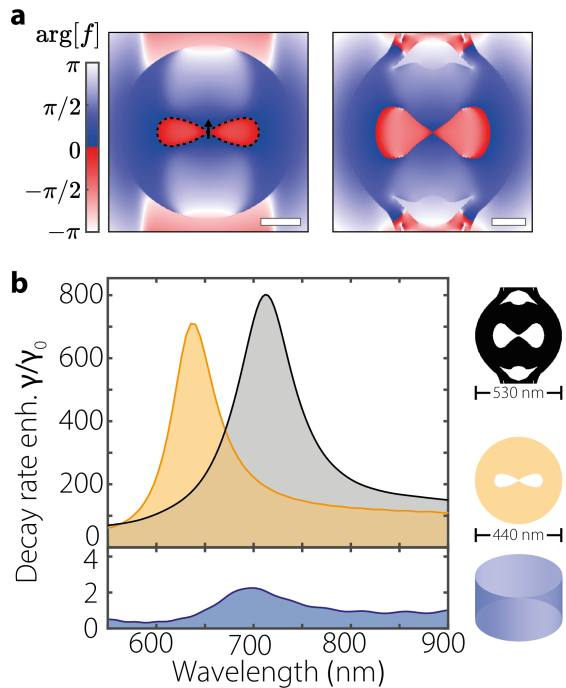 a
arg[f]
π
π/2
0
−π/2
−π
b
Decay rate enh. γ/γ0
800
600
400
200
0
4
2
0
600
700
800
900
Wavelength (nm)
530 nm
440 nm